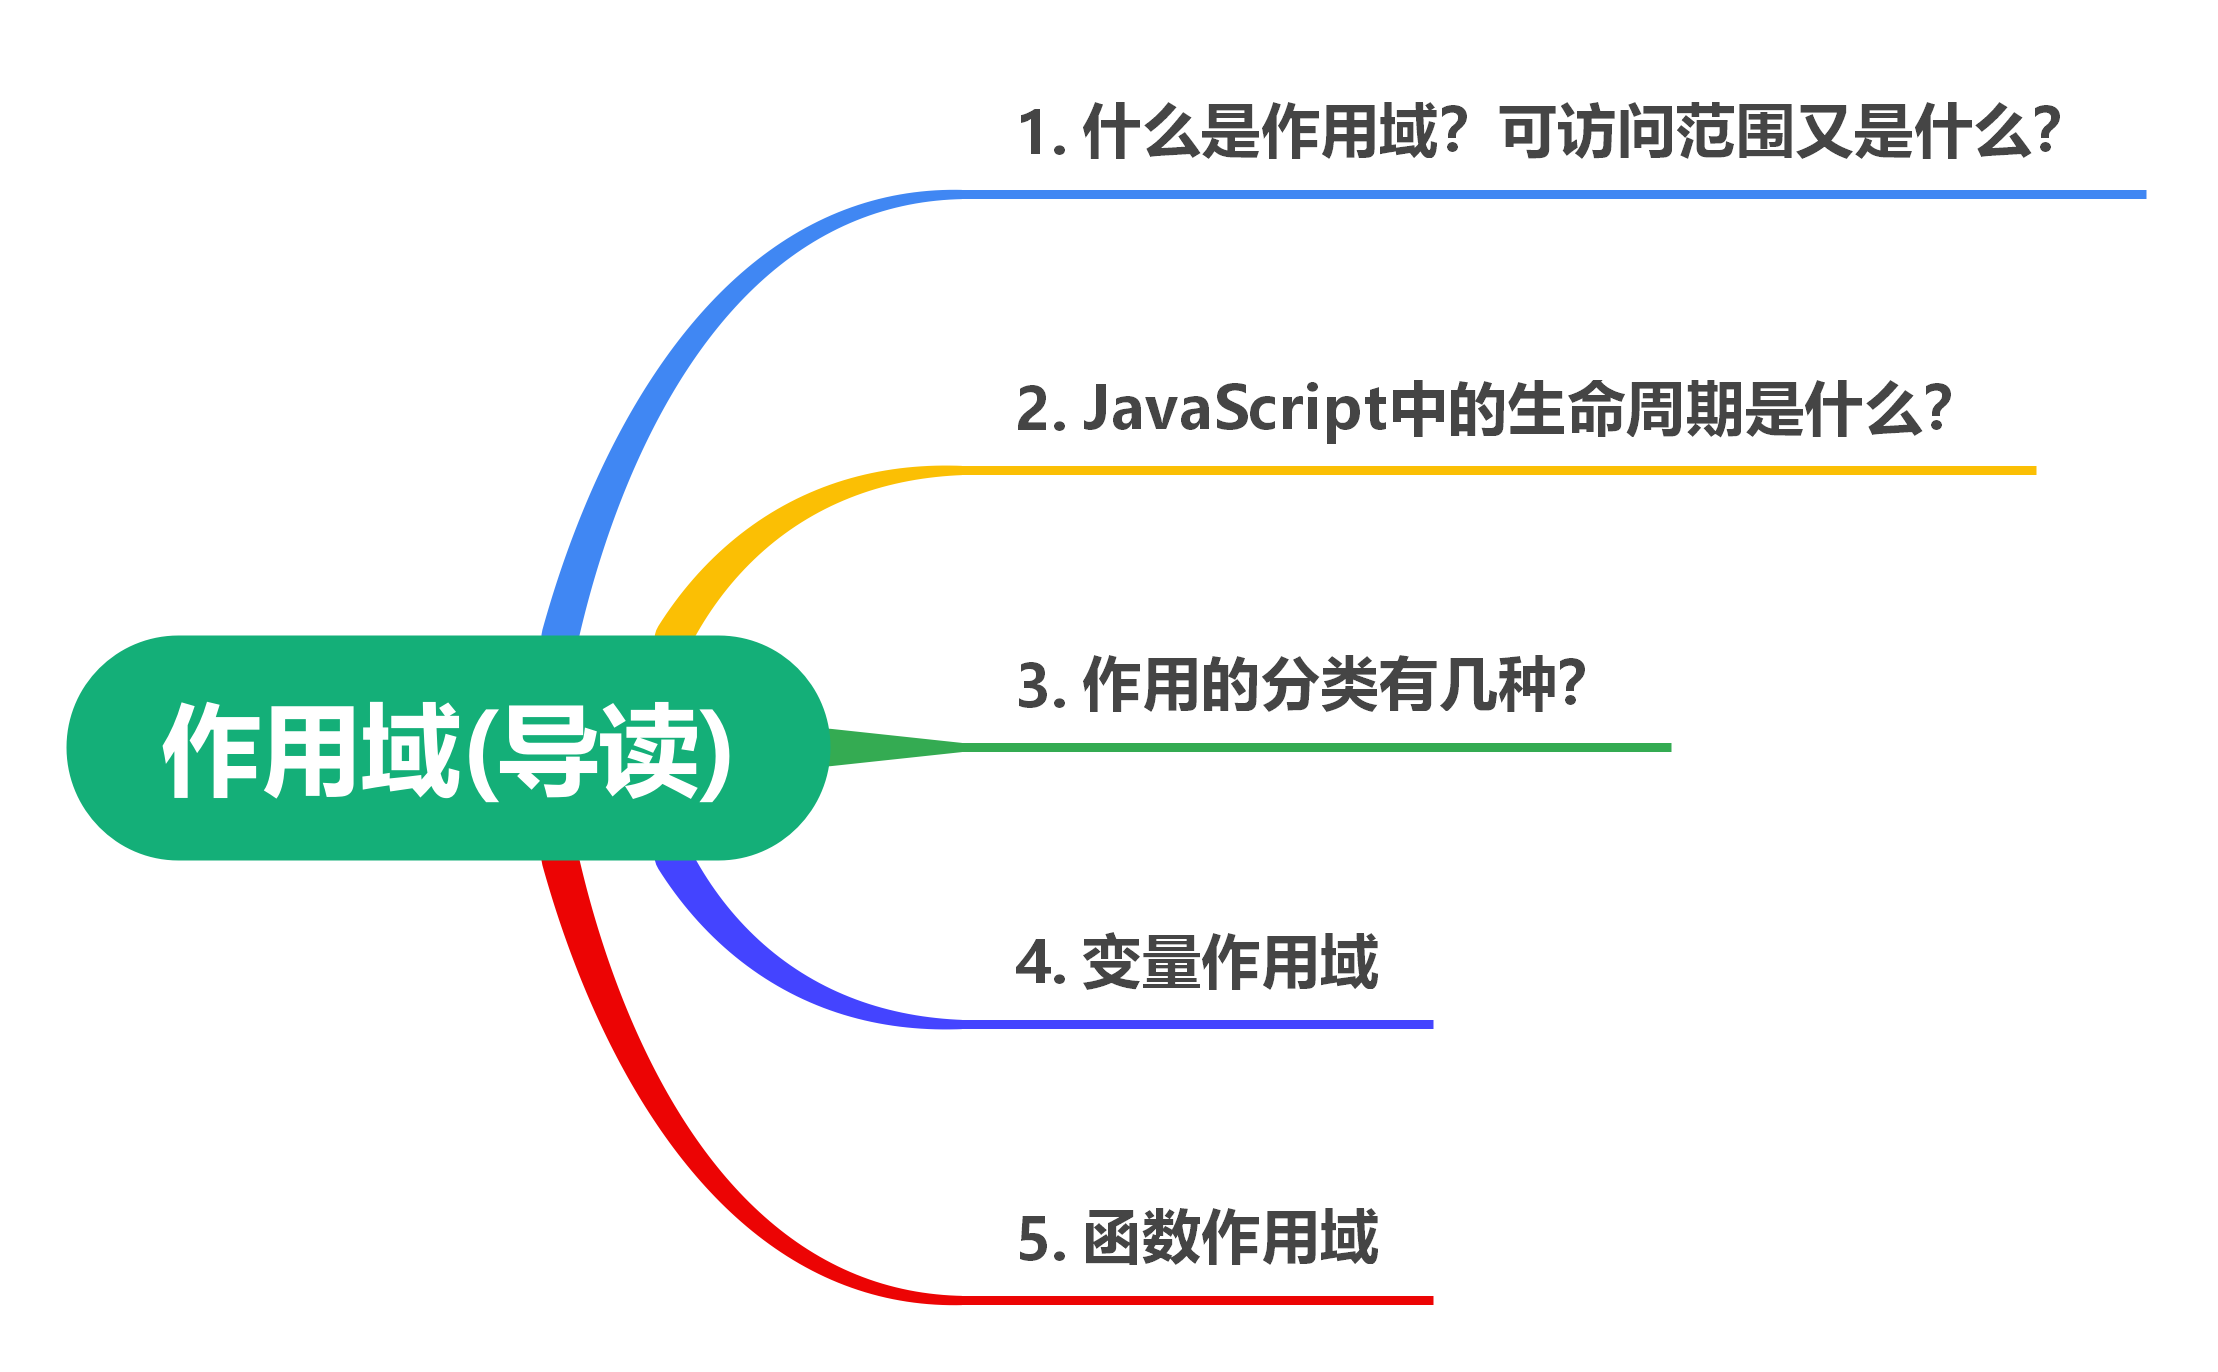 1. 什么是作用域？可访问范围又是什么？
2. JavaScript中的生命周期是什么？
作用域(导读)
3. 作用的分类有几种？
4. 变量作用域
5. 函数作用域